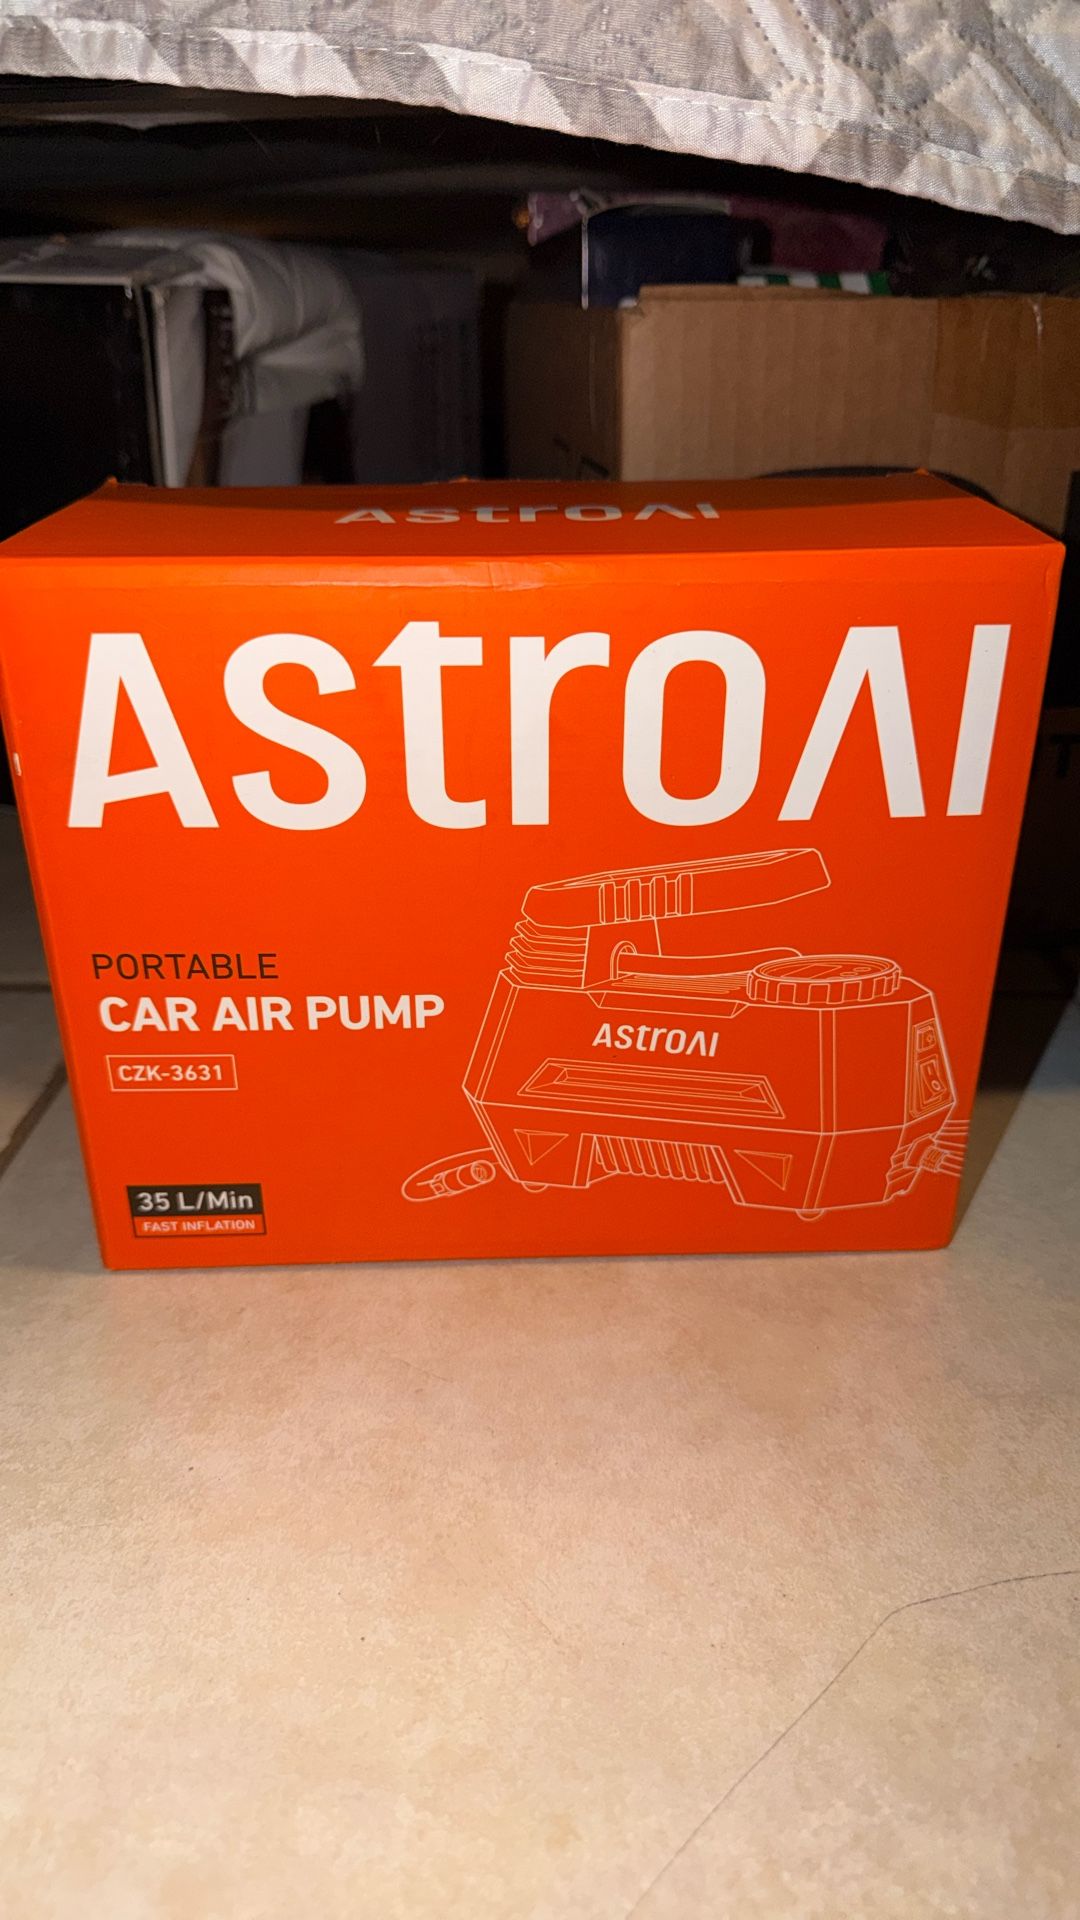 AstroAI
AstroAI
PORTABLE
CAR AIR PUMP
CZK-3631
AstroAI
35 L/Min
FAST INFLATION